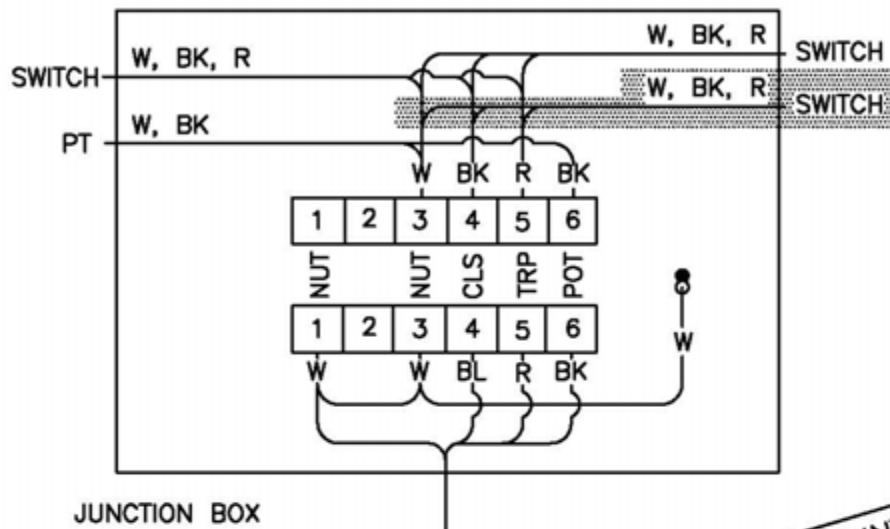 W, BK, R
SWITCH
W, BK, R
SWITCH
W, BK, R
SWITCH
W, BK
PT
W BK R BK
1 2 3 4 5 6
NUT NUT CLS TRP POT
1 2 3 4 5 6
W W BL R BK
W
JUNCTION BOX